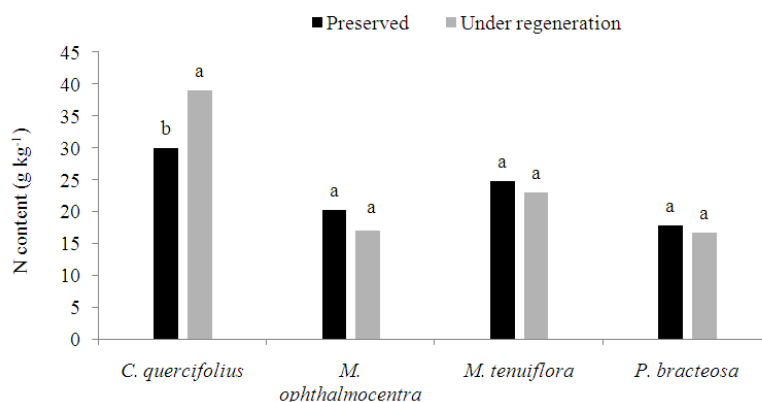 Preserved Under regeneration
N content (g kg⁻¹)
45
40
35
30
25
20
15
10
5
0
b a
a a
a a
a a
C. quercifolius M. ophthalmocentra M. tenuiflora P. bracteosa